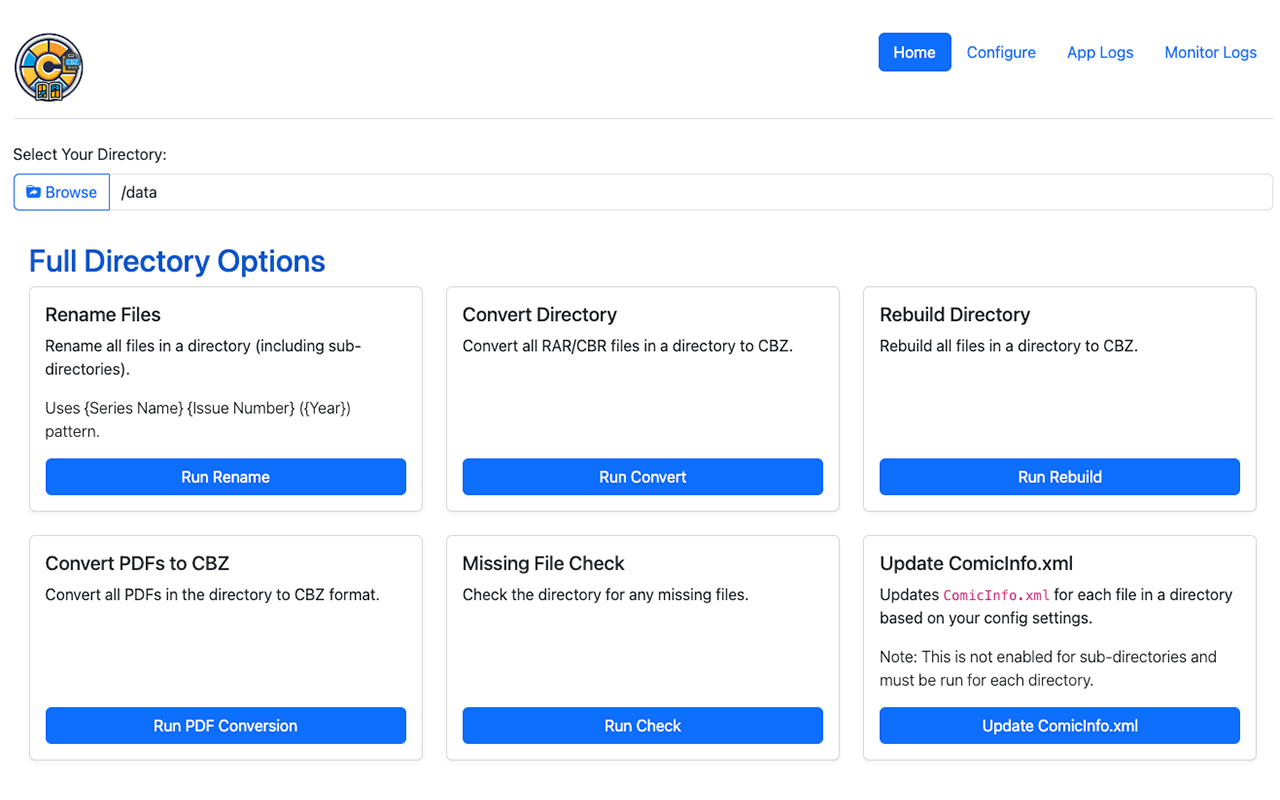 C
CBZ
Home
Configure
App Logs
Monitor Logs
Select Your Directory:
Browse
/data
Full Directory Options
Rename Files
Rename all files in a directory (including sub-
directories).
Uses {Series Name} {Issue Number} ({Year})
pattern.
Run Rename
Convert Directory
Convert all RAR/CBR files in a directory to CBZ.
Run Convert
Rebuild Directory
Rebuild all files in a directory to CBZ.
Run Rebuild
Convert PDFs to CBZ
Convert all PDFs in the directory to CBZ format.
Run PDF Conversion
Missing File Check
Check the directory for any missing files.
Run Check
Update ComicInfo.xml
Updates ComicInfo.xml for each file in a directory
based on your config settings.
Note: This is not enabled for sub-directories and
must be run for each directory.
Update ComicInfo.xml